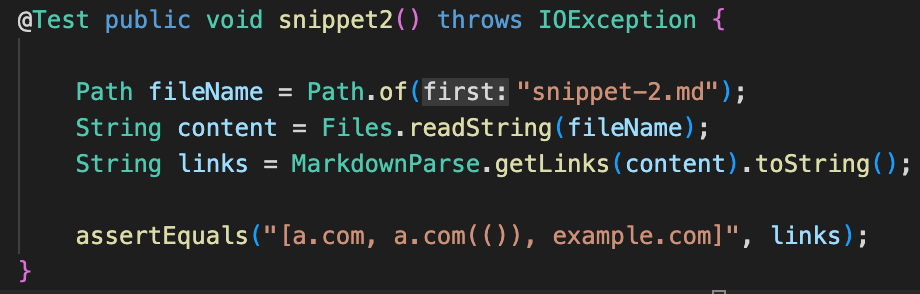 @Test public void snippet2() throws IOException {
Path fileName = Path.of(first: "snippet-2.md");
String content = Files.readString(fileName);
String links = MarkdownParse.getLinks(content).toString();
assertEquals("[a.com, a.com(()), example.com]", links);
}